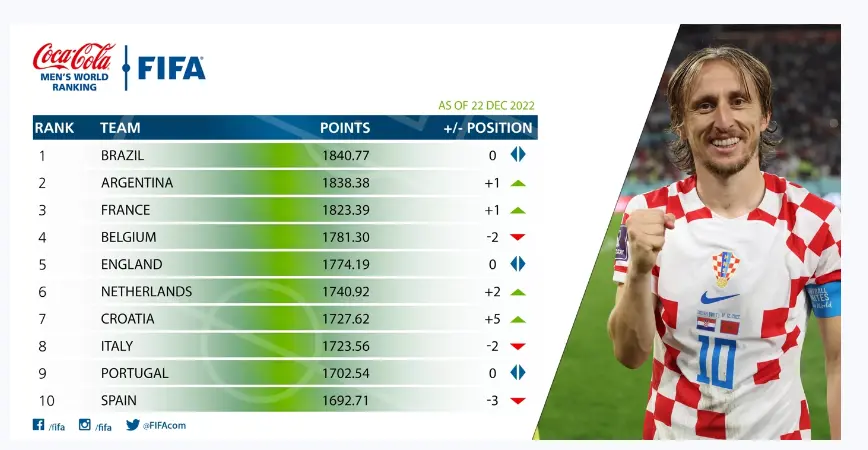 Coca-Cola
MEN'S WORLD
RANKING
FIFA
AS OF 22 DEC 2022
RANK TEAM POINTS +/- POSITION
1 BRAZIL 1840.77 0
2 ARGENTINA 1838.38 +1
3 FRANCE 1823.39 +1
4 BELGIUM 1781.30 -2
5 ENGLAND 1774.19 0
6 NETHERLANDS 1740.92 +2
7 CROATIA 1727.62 +5
8 ITALY 1723.56 -2
9 PORTUGAL 1702.54 0
10 SPAIN 1692.71 -3
/fifa /fifa @FIFAcom
10